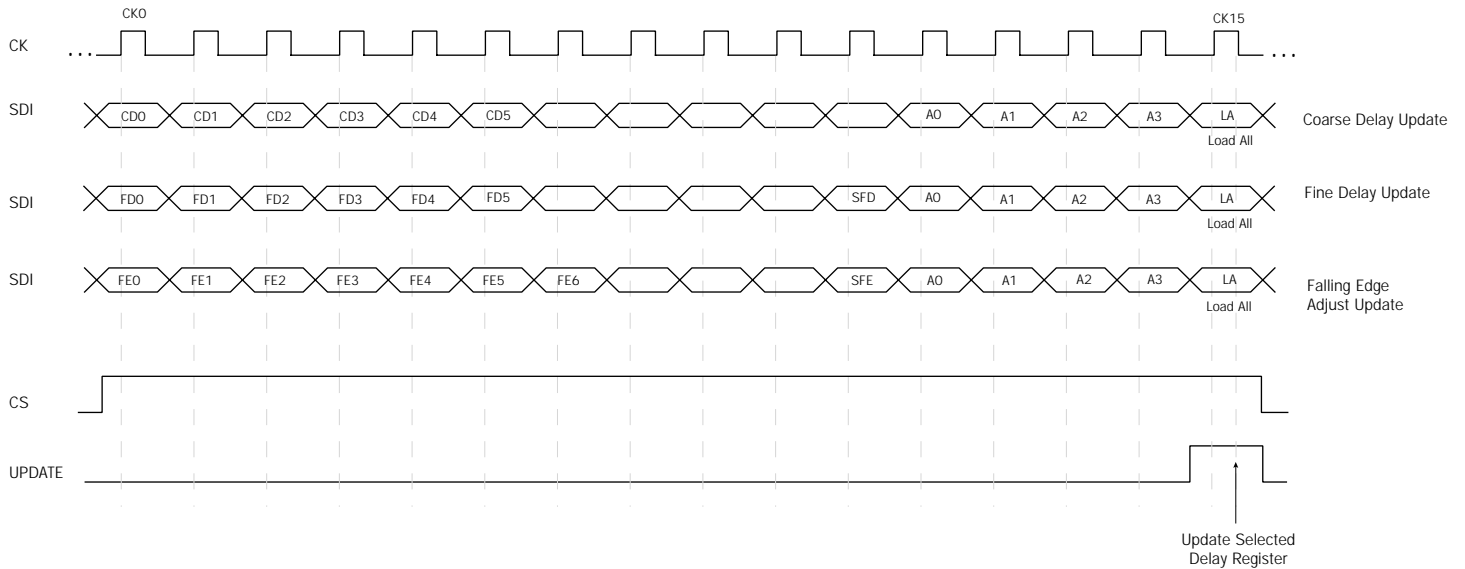 CK0
CK15
CK
... ...
SDI
CD0 CD1 CD2 CD3 CD4 CD5 A0 A1 A2 A3 LA
Load All
Coarse Delay Update
SDI
FD0 FD1 FD2 FD3 FD4 FD5 SFD A0 A1 A2 A3 LA
Load All
Fine Delay Update
SDI
FE0 FE1 FE2 FE3 FE4 FE5 FE6 SFE A0 A1 A2 A3 LA
Load All
Falling Edge
Adjust Update
CS
UPDATE
Update Selected
Delay Register